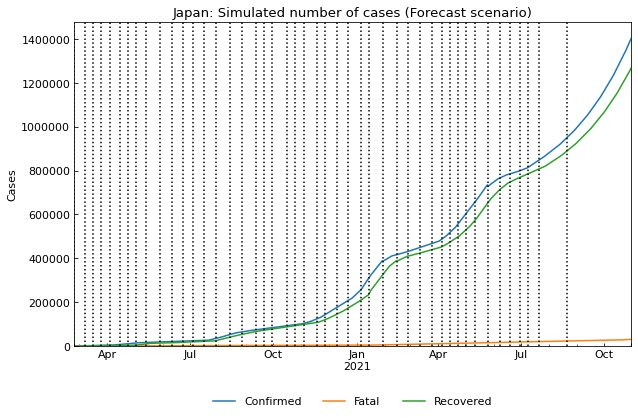 Japan: Simulated number of cases (Forecast scenario)
1400000
1200000
1000000
800000
600000
400000
200000
0
Cases
Apr Jul Oct Jan Apr Jul Oct
2021
Confirmed Fatal Recovered